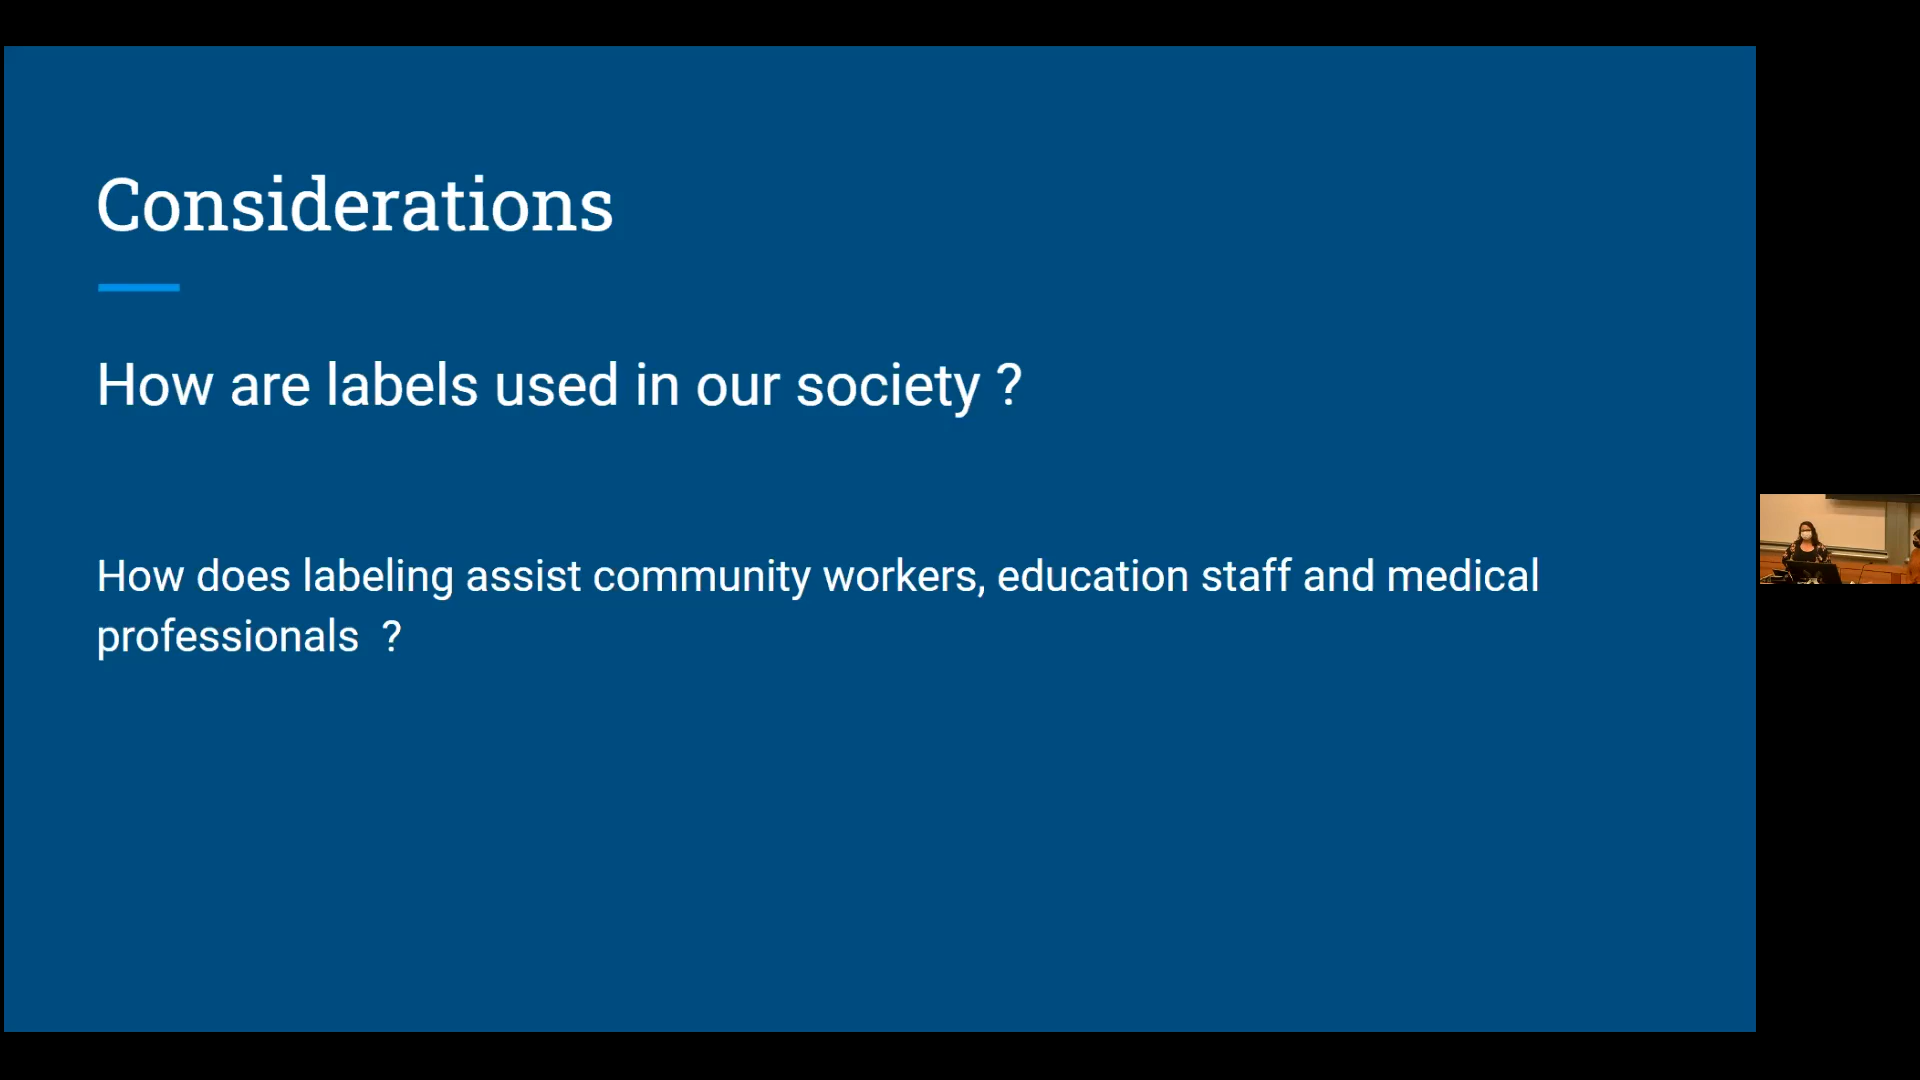 Considerations
How are labels used in our society ?
How does labeling assist community workers, education staff and medical
professionals  ?